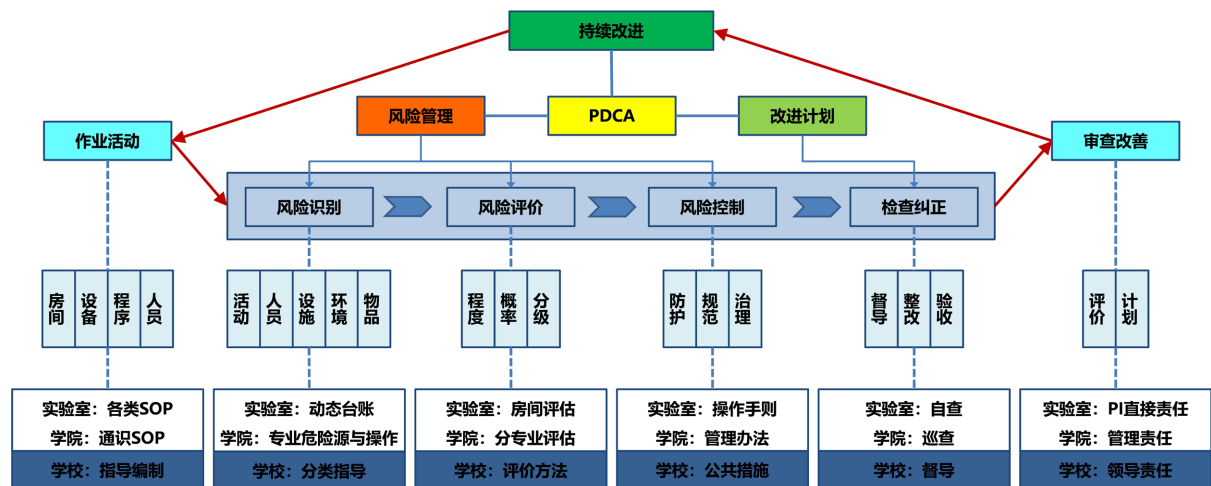 持续改进
风险管理
PDCA
改进计划
作业活动
审查改善
风险识别
风险评价
风险控制
检查纠正
房间
设备
程序
人员
活动
人员
设施
环境
物品
程度
概率
分级
防护
规范
治理
督导
整改
验收
评价
计划
实验室：各类SOP
学院：通识SOP
学校：指导编制
实验室：动态台账
学院：专业危险源与操作
学校：分类指导
实验室：房间评估
学院：分专业评估
学校：评价方法
实验室：操作手则
学院：管理办法
学校：公共措施
实验室：自查
学院：巡查
学校：督导
实验室：PI直接责任
学院：管理责任
学校：领导责任